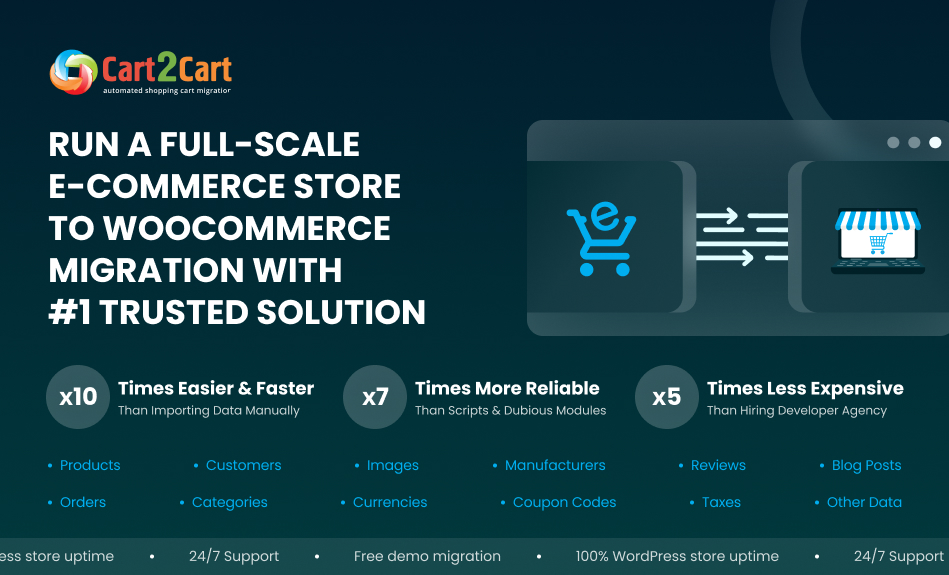 Cart2Cart
automated shopping cart migration
RUN A FULL-SCALE
E-COMMERCE STORE
TO WOOCOMMERCE
MIGRATION WITH
#1 TRUSTED SOLUTION
x10 Times Easier & Faster
Than Importing Data Manually
x7 Times More Reliable
Than Scripts & Dubious Modules
x5 Times Less Expensive
Than Hiring Developer Agency
• Products • Customers • Images • Manufacturers • Reviews • Blog Posts
• Orders • Categories • Currencies • Coupon Codes • Taxes • Other Data
ess store uptime • 24/7 Support • Free demo migration • 100% WordPress store uptime • 24/7 Support